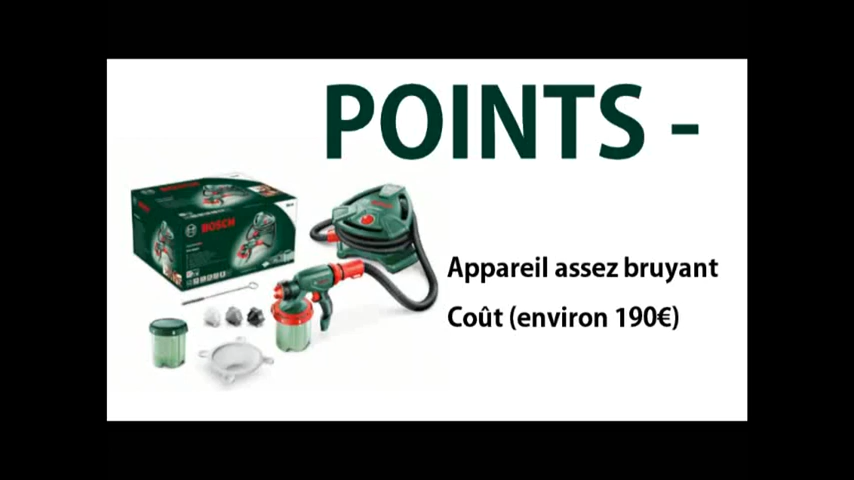 POINTS -
BOSCH
Appareil assez bruyant
Coût (environ 190€)